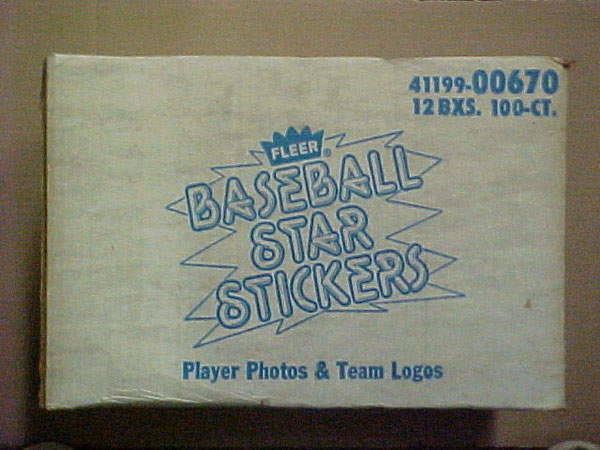 41199-00670
12 BXS. 100-CT.
FLEER®
BASEBALL
STAR
STICKERS
Player Photos & Team Logos